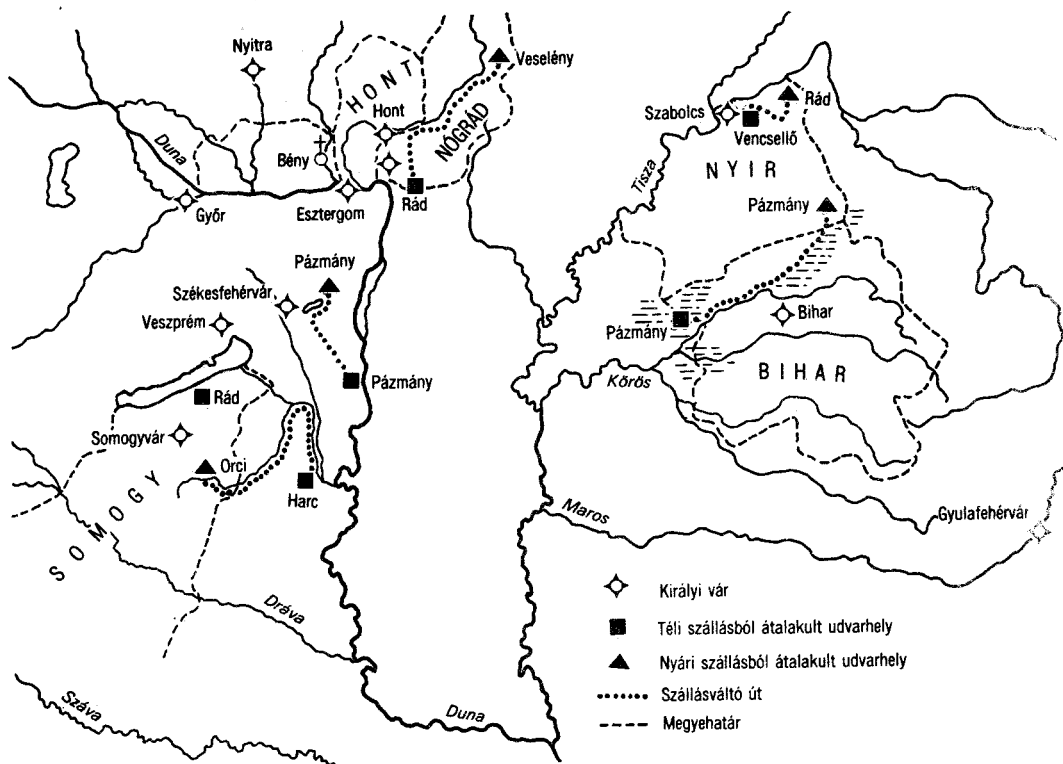 Nyitra
HONT
Veselény
Hont
Szabolcs
Rád
Vencsellő
NÓGRÁD
Duna
Bény
Tisza
NYIR
Győr
Esztergom
Rád
Pázmány
Pázmány
Székesfehérvár
Veszprém
Bihar
Pázmány
Pázmány
Körös
BIHAR
Rád
Somogyvár
Orci
Harc
SOMOGY
Maros
Gyulafehérvár
Dráva
Száva
Duna
Királyi vár
Téli szállásból átalakult udvarhely
Nyári szállásból átalakult udvarhely
Szállásváltó út
Megyehatár